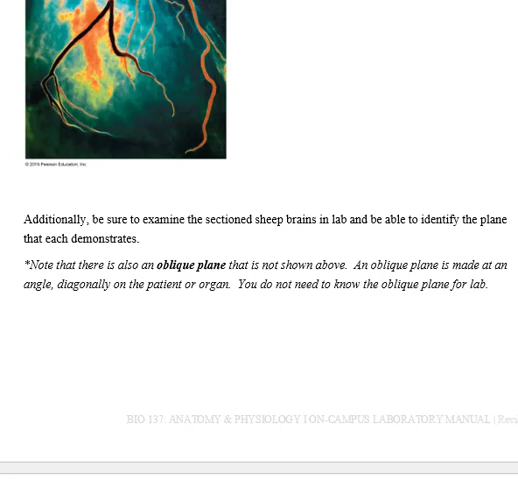 © 2016 Pearson Education, Inc.
Additionally, be sure to examine the sectioned sheep brains in lab and be able to identify the plane
that each demonstrates.
*Note that there is also an oblique plane that is not shown above.  An oblique plane is made at an
angle, diagonally on the patient or organ.  You do not need to know the oblique plane for lab.
BIO 137: ANATOMY & PHYSIOLOGY I ON-CAMPUS LABORATORY MANUAL |